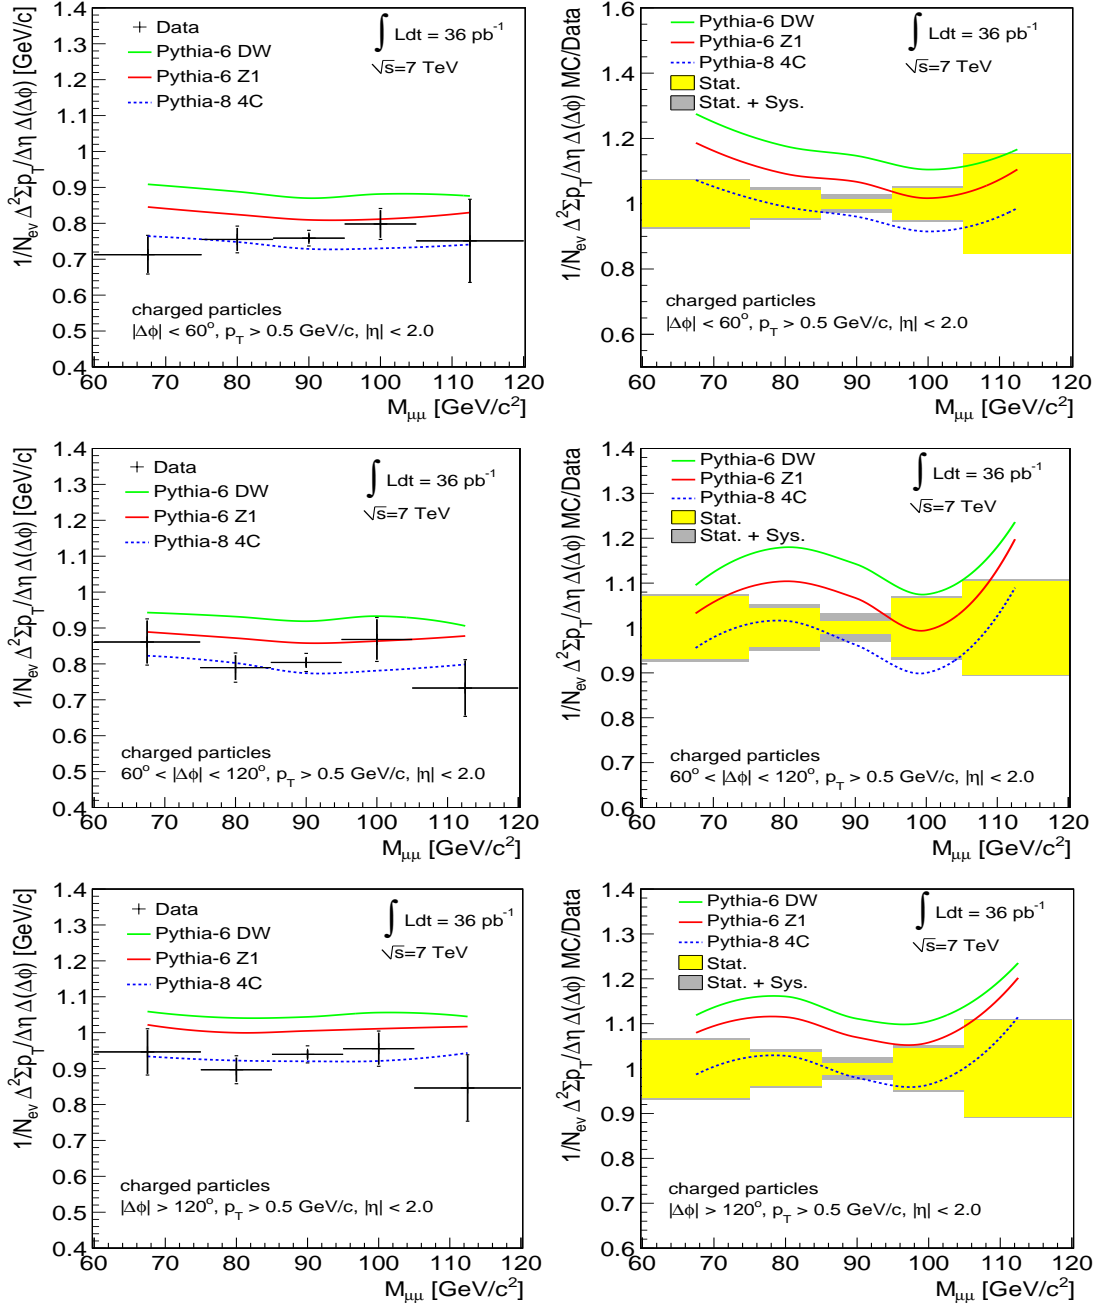 1/N_ev Δ²Σp_T/Δη Δ(Δφ) [GeV/c]
1.4
1.3
1.2
1.1
1
0.9
0.8
0.7
0.6
0.5
0.4
Data
Pythia-6 DW
Pythia-6 Z1
Pythia-8 4C
∫ Ldt = 36 pb⁻¹
√s=7 TeV
charged particles
|Δφ| < 60°, p_T > 0.5 GeV/c, |η| < 2.0
60 70 80 90 100 110 120
M_μμ [GeV/c²]
1/N_ev Δ²Σp_T/Δη Δ(Δφ) MC/Data
1.6
1.4
1.2
1
0.8
0.6
Pythia-6 DW
Pythia-6 Z1
Pythia-8 4C
Stat.
Stat. + Sys.
∫ Ldt = 36 pb⁻¹
√s=7 TeV
charged particles
|Δφ| < 60°, p_T > 0.5 GeV/c, |η| < 2.0
60 70 80 90 100 110 120
M_μμ [GeV/c²]
1/N_ev Δ²Σp_T/Δη Δ(Δφ) [GeV/c]
1.4
1.3
1.2
1.1
1
0.9
0.8
0.7
0.6
0.5
0.4
Data
Pythia-6 DW
Pythia-6 Z1
Pythia-8 4C
∫ Ldt = 36 pb⁻¹
√s=7 TeV
charged particles
60° < |Δφ| < 120°, p_T > 0.5 GeV/c, |η| < 2.0
60 70 80 90 100 110 120
M_μμ [GeV/c²]
1/N_ev Δ²Σp_T/Δη Δ(Δφ) MC/Data
1.4
1.3
1.2
1.1
1
0.9
0.8
0.7
0.6
Pythia-6 DW
Pythia-6 Z1
Pythia-8 4C
Stat.
Stat. + Sys.
∫ Ldt = 36 pb⁻¹
√s=7 TeV
charged particles
60° < |Δφ| < 120°, p_T > 0.5 GeV/c, |η| < 2.0
60 70 80 90 100 110 120
M_μμ [GeV/c²]
1/N_ev Δ²Σp_T/Δη Δ(Δφ) [GeV/c]
1.4
1.3
1.2
1.1
1
0.9
0.8
0.7
0.6
0.5
0.4
Data
Pythia-6 DW
Pythia-6 Z1
Pythia-8 4C
∫ Ldt = 36 pb⁻¹
√s=7 TeV
charged particles
|Δφ| > 120°, p_T > 0.5 GeV/c, |η| < 2.0
60 70 80 90 100 110 120
M_μμ [GeV/c²]
1/N_ev Δ²Σp_T/Δη Δ(Δφ) MC/Data
1.4
1.3
1.2
1.1
1
0.9
0.8
0.7
0.6
Pythia-6 DW
Pythia-6 Z1
Pythia-8 4C
Stat.
Stat. + Sys.
∫ Ldt = 36 pb⁻¹
√s=7 TeV
charged particles
|Δφ| > 120°, p_T > 0.5 GeV/c, |η| < 2.0
60 70 80 90 100 110 120
M_μμ [GeV/c²]